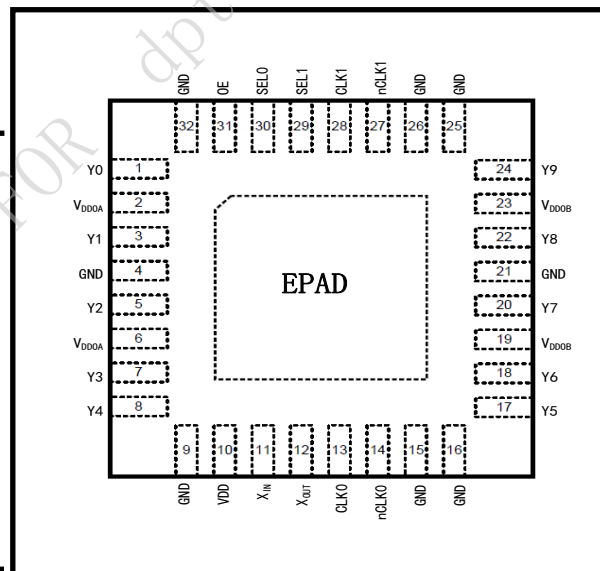 FOR dpt
GND OE SEL0 SEL1 CLK1 nCLK1 GND GND
32 31 30 29 28 27 26 25
Y0 1 24 Y9
VDDOA 2 23 VDDOB
Y1 3 22 Y8
GND 4 21 GND
EPAD
Y2 5 20 Y7
VDDOA 6 19 VDDOB
Y3 7 18 Y6
Y4 8 17 Y5
9 10 11 12 13 14 15 16
GND VDD XIN XOUT CLK0 nCLK0 GND GND